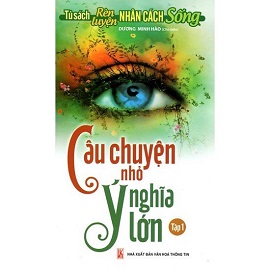 Tủ sách Rèn luyện NHÂN CÁCH Sống
DƯƠNG MINH HÀO
Câu chuyện
nhỏ
Ý nghĩa
lớn
Tập 1
NHÀ XUẤT BẢN VĂN HOÁ THÔNG TIN